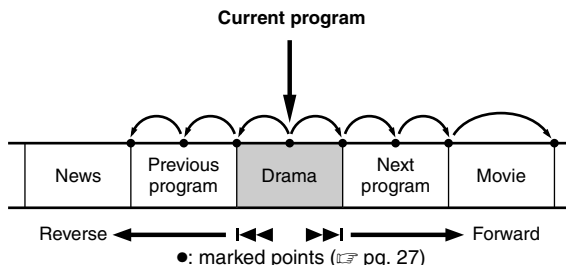 Current program
News
Previous program
Drama
Next program
Movie
Reverse
Forward
●: marked points (☞ pg. 27)